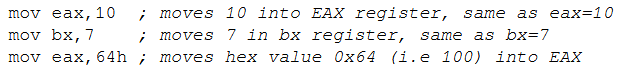 mov eax,10 ; moves 10 into EAX register, same as eax=10
mov bx,7 ; moves 7 in bx register, same as bx=7
mov eax,64h ; moves hex value 0x64 (i.e 100) into EAX